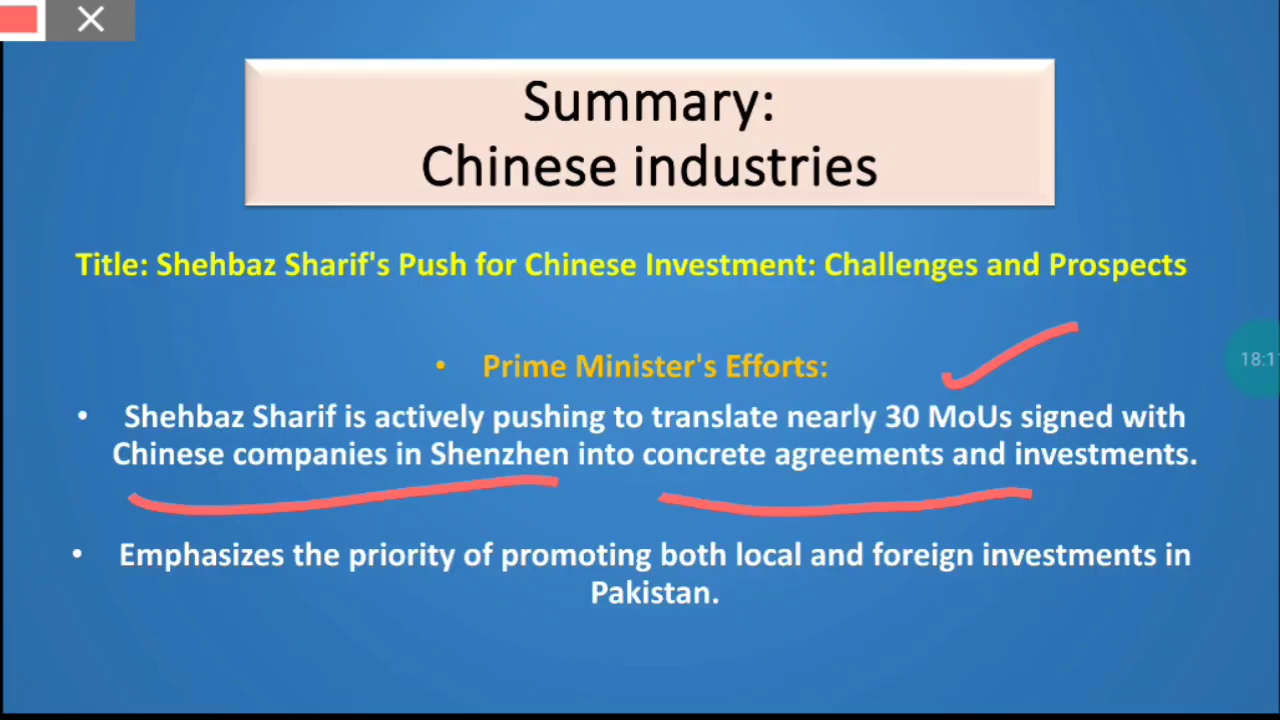 Summary:
Chinese industries
Title: Shehbaz Sharif's Push for Chinese Investment: Challenges and Prospects
• Prime Minister's Efforts:
• Shehbaz Sharif is actively pushing to translate nearly 30 MoUs signed with
Chinese companies in Shenzhen into concrete agreements and investments.
• Emphasizes the priority of promoting both local and foreign investments in
Pakistan.